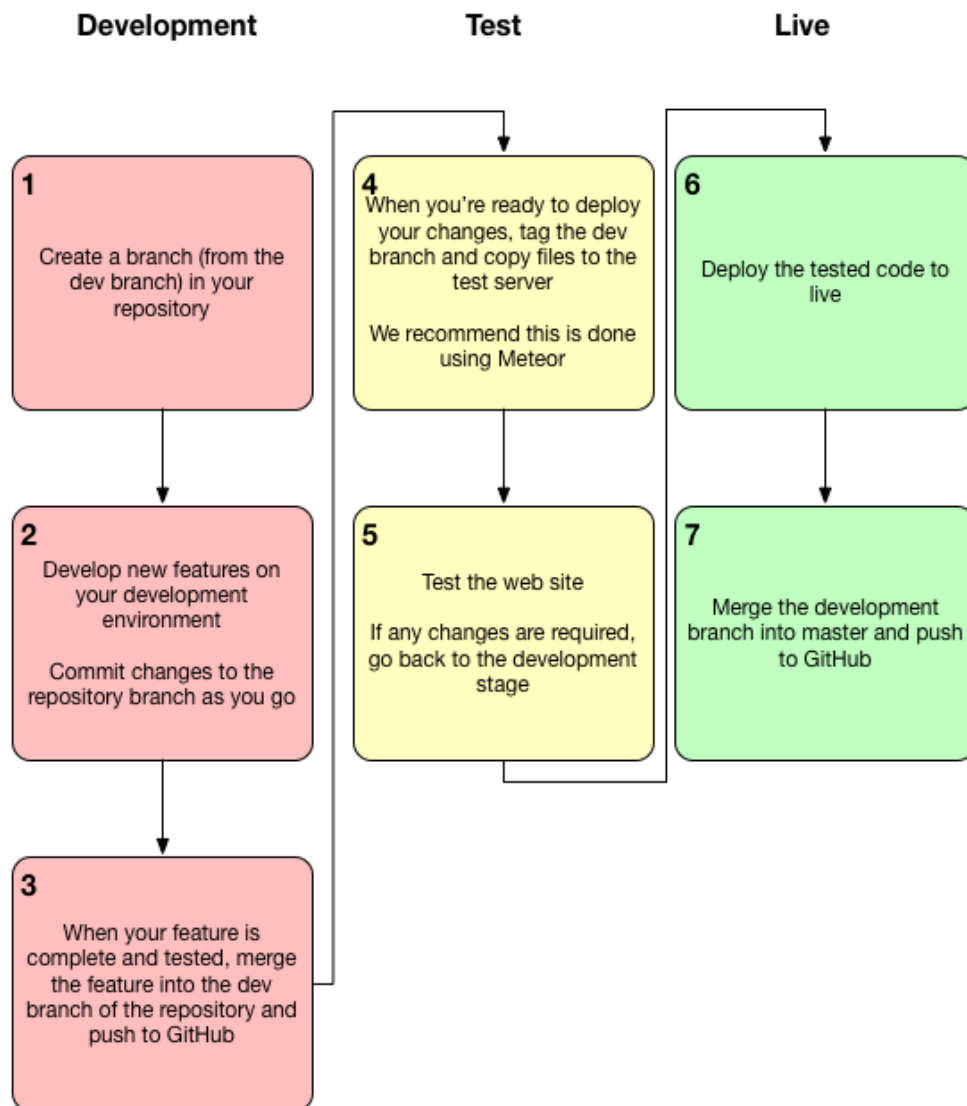 Development
Test
Live
1
Create a branch (from the
dev branch) in your
repository
2
Develop new features on
your development
environment
Commit changes to the
repository branch as you go
3
When your feature is
complete and tested, merge
the feature into the dev
branch of the repository and
push to GitHub
4
When you’re ready to deploy
your changes, tag the dev
branch and copy files to the
test server
We recommend this is done
using Meteor
5
Test the web site
If any changes are required,
go back to the development
stage
6
Deploy the tested code to
live
7
Merge the development
branch into master and push
to GitHub